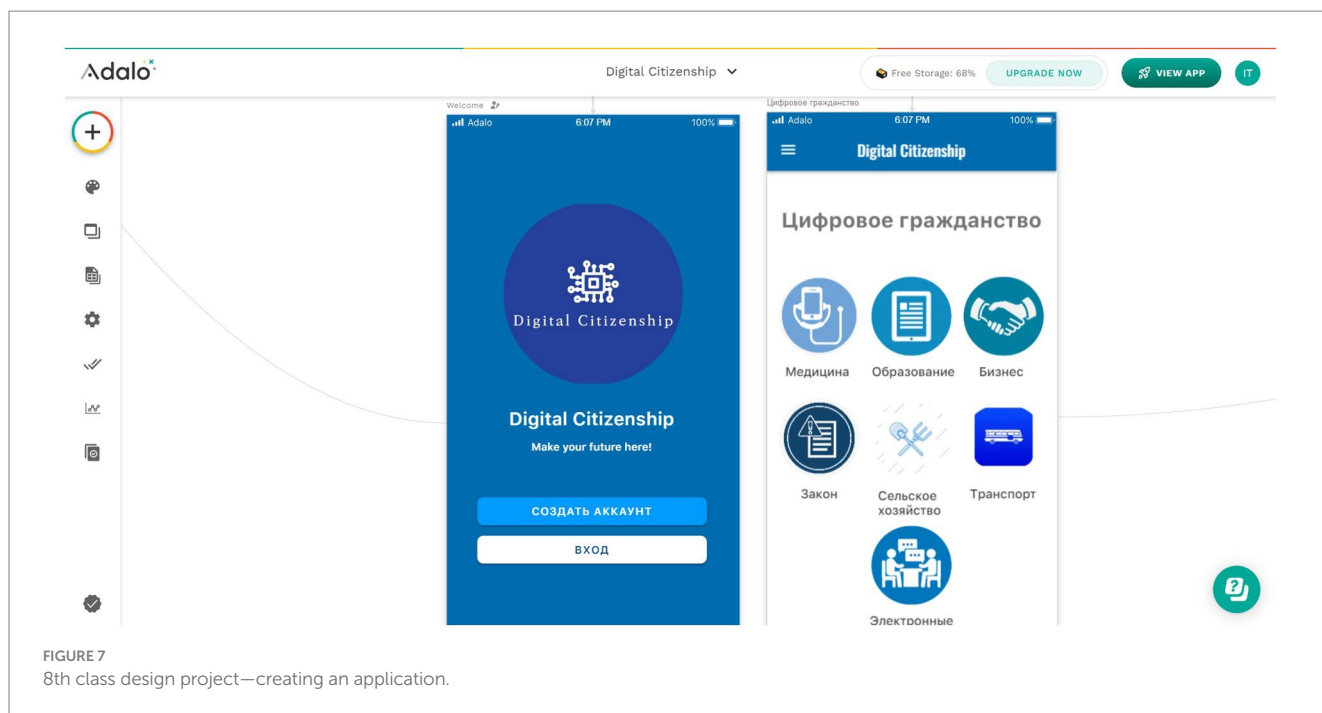 Adalo
Digital Citizenship
Free Storage: 68%
UPGRADE NOW
VIEW APP
IT
Welcome
Adalo
6:07 PM
100%
Digital Citizenship
Digital Citizenship
Make your future here!
СОЗДАТЬ АККАУНТ
ВХОД
Цифровое гражданство
Adalo
6:07 PM
100%
Digital Citizenship
Цифровое гражданство
Медицина
Образование
Бизнес
Закон
Сельское
хозяйство
Транспорт
Электронные
FIGURE 7
8th class design project—creating an application.